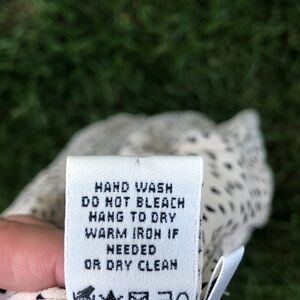 HAND WASH
DO NOT BLEACH
HANG TO DRY
WARM IRON IF
NEEDED
OR DRY CLEAN